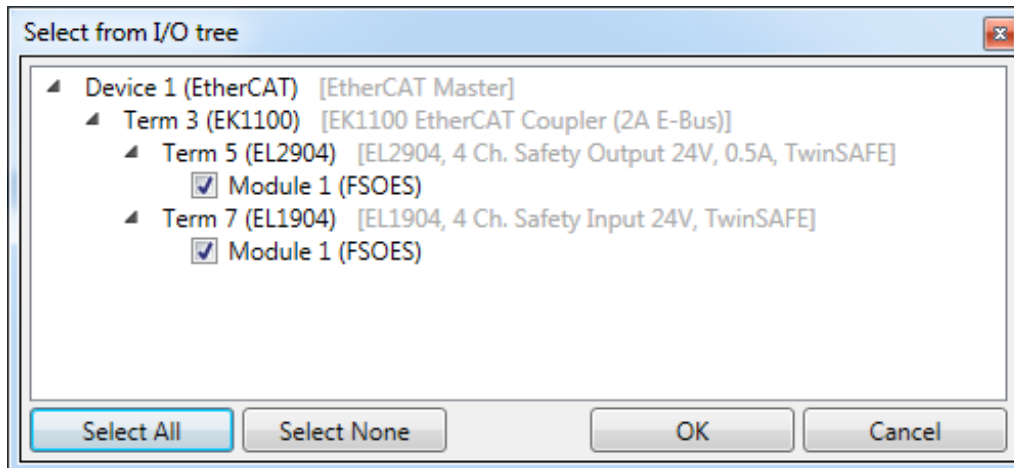 Select from I/O tree
Device 1 (EtherCAT) [EtherCAT Master]
Term 3 (EK1100) [EK1100 EtherCAT Coupler (2A E-Bus)]
Term 5 (EL2904) [EL2904, 4 Ch. Safety Output 24V, 0.5A, TwinSAFE]
Module 1 (FSOES)
Term 7 (EL1904) [EL1904, 4 Ch. Safety Input 24V, TwinSAFE]
Module 1 (FSOES)
Select All Select None OK Cancel